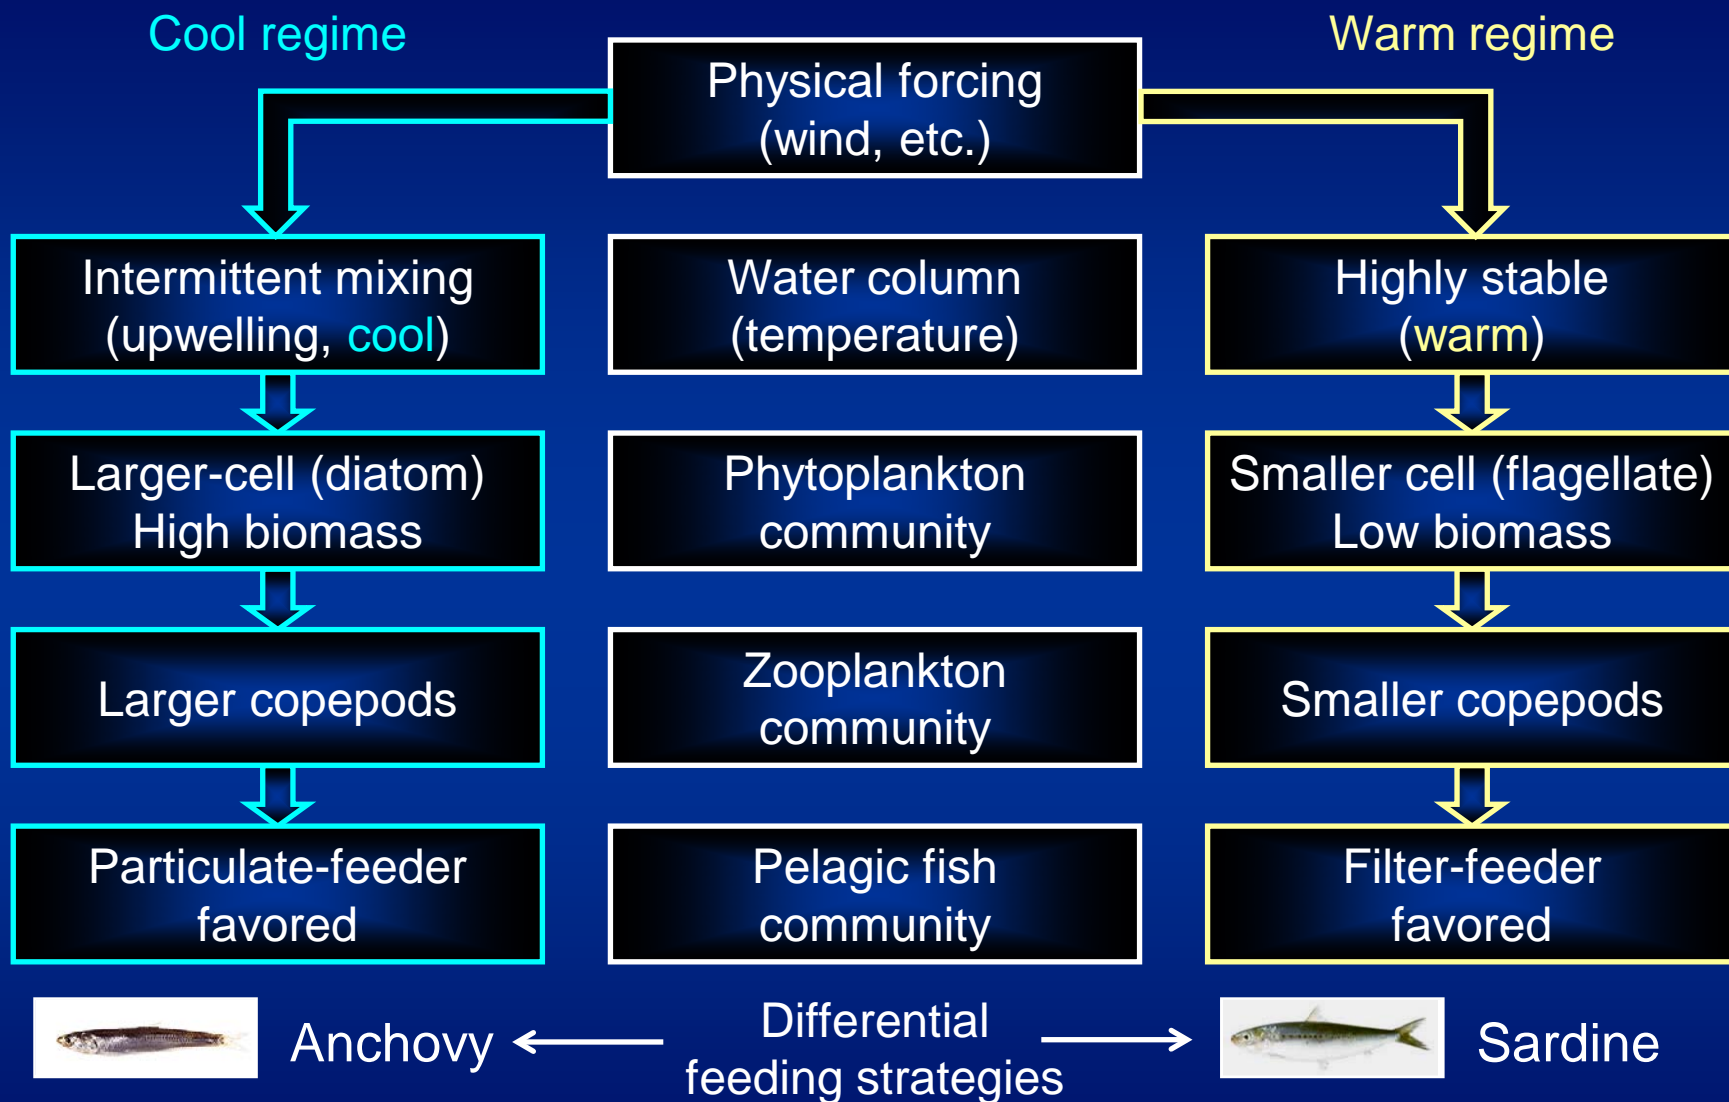 Cool regime
Warm regime
Physical forcing
(wind, etc.)
Intermittent mixing
(upwelling, cool)
Water column
(temperature)
Highly stable
(warm)
Larger-cell (diatom)
High biomass
Phytoplankton
community
Smaller cell (flagellate)
Low biomass
Larger copepods
Zooplankton
community
Smaller copepods
Particulate-feeder
favored
Pelagic fish
community
Filter-feeder
favored
Anchovy
Differential
feeding strategies
Sardine